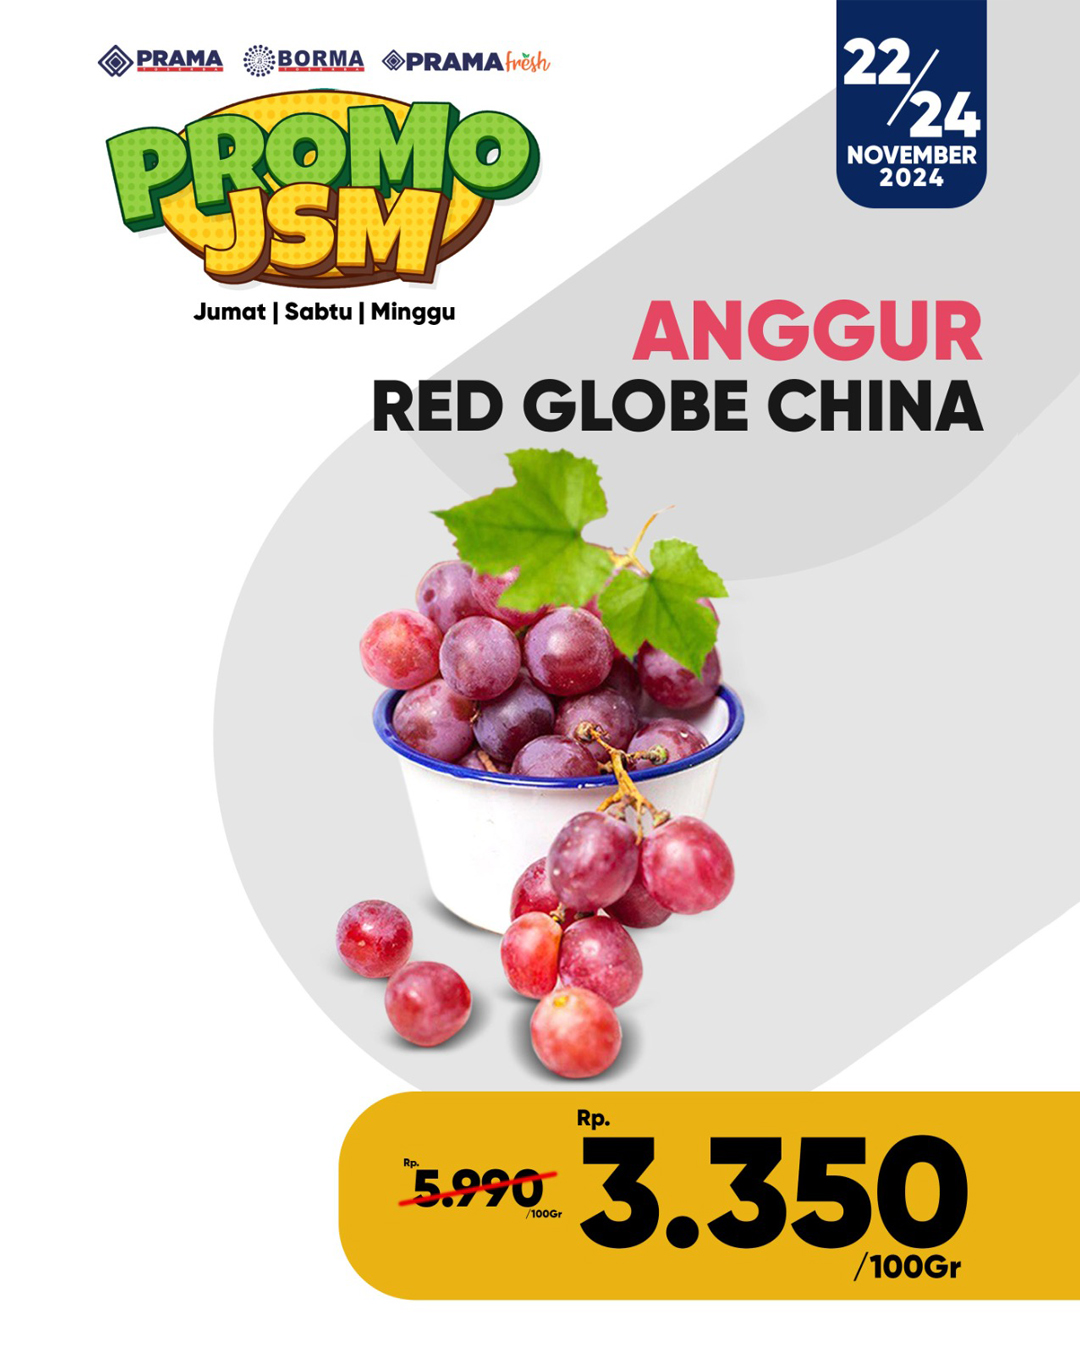 PRAMA BORMA PRAMA fresh
PROMO
JSM
Jumat | Sabtu | Minggu
22/24
NOVEMBER
2024
ANGGUR
RED GLOBE CHINA
Rp.
5.990
/100Gr
Rp.
3.350
/100Gr